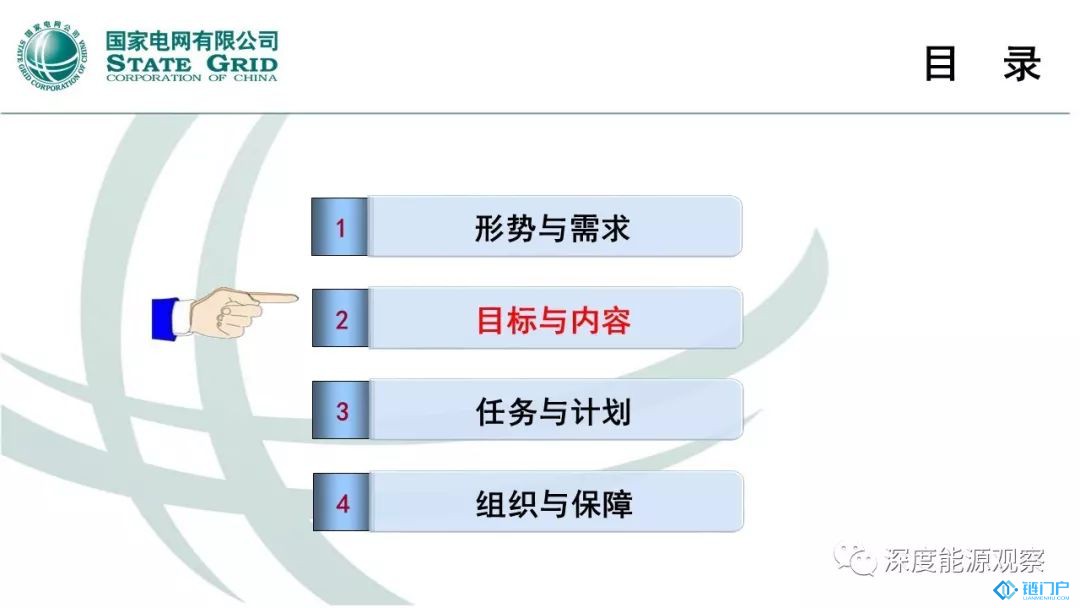 国家电网有限公司
STATE GRID
CORPORATION OF CHINA
国家电网公司
STATE GRID CORPORATION OF CHINA
目 录
1 形势与需求
2 目标与内容
3 任务与计划
4 组织与保障
深度能源观察
链门户
LIANMENHU.COM